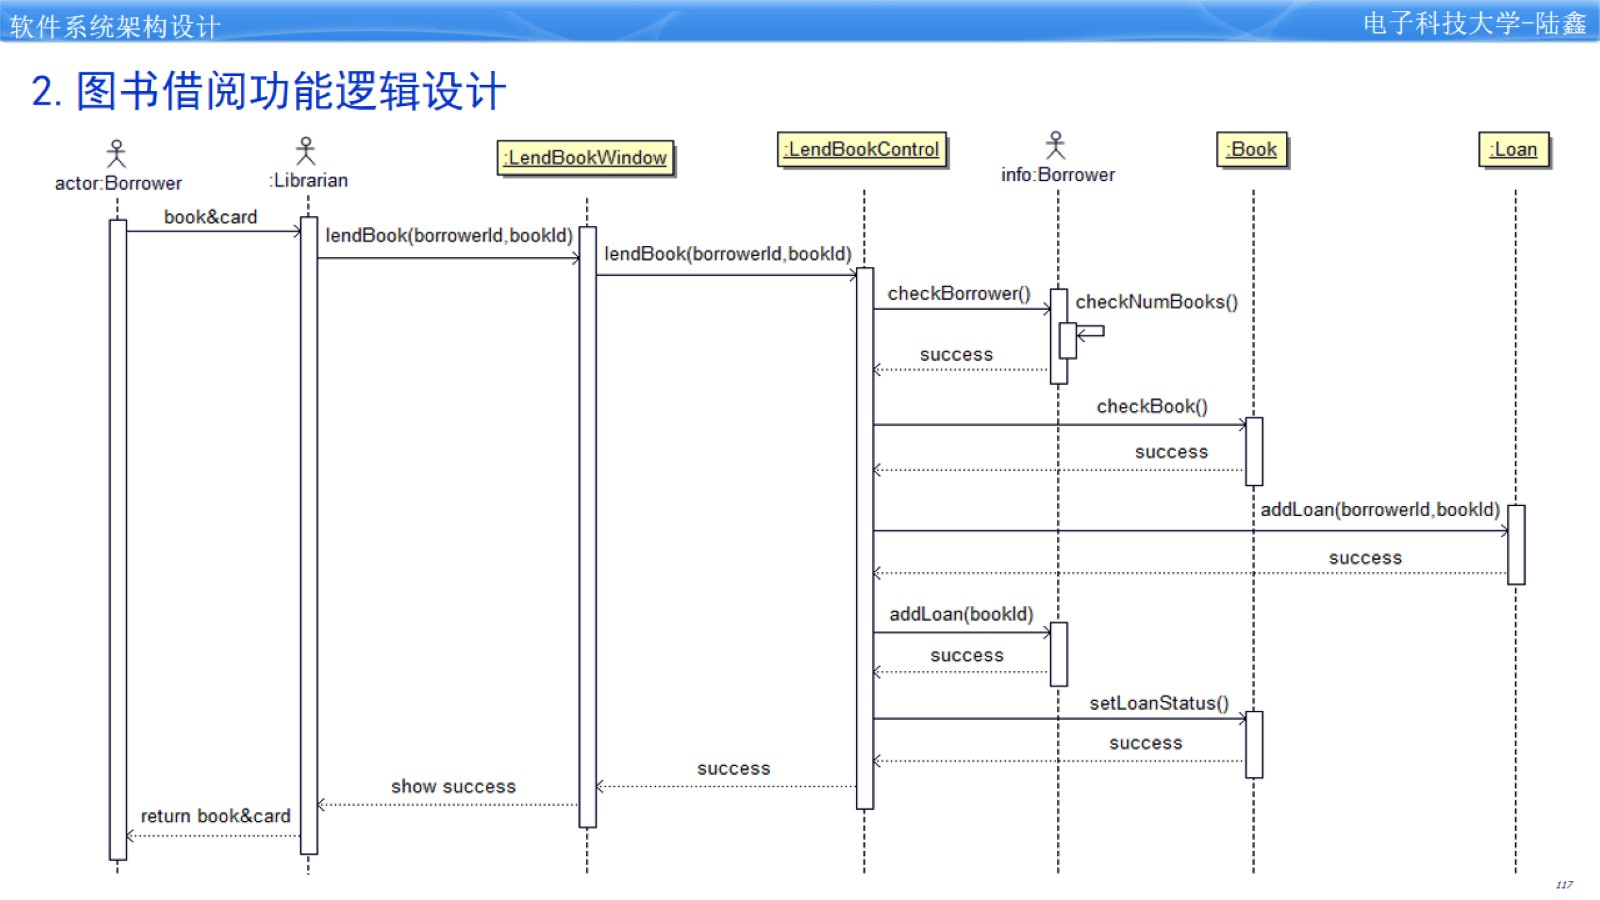 软件系统架构设计
电子科技大学-陆鑫
2. 图书借阅功能逻辑设计
actor:Borrower
:Librarian
:LendBookWindow
:LendBookControl
info:Borrower
:Book
:Loan
book&card
lendBook(borrowerId,bookId)
lendBook(borrowerId,bookId)
checkBorrower()
checkNumBooks()
success
checkBook()
success
addLoan(borrowerId,bookId)
success
addLoan(bookId)
success
setLoanStatus()
success
success
show success
return book&card
117